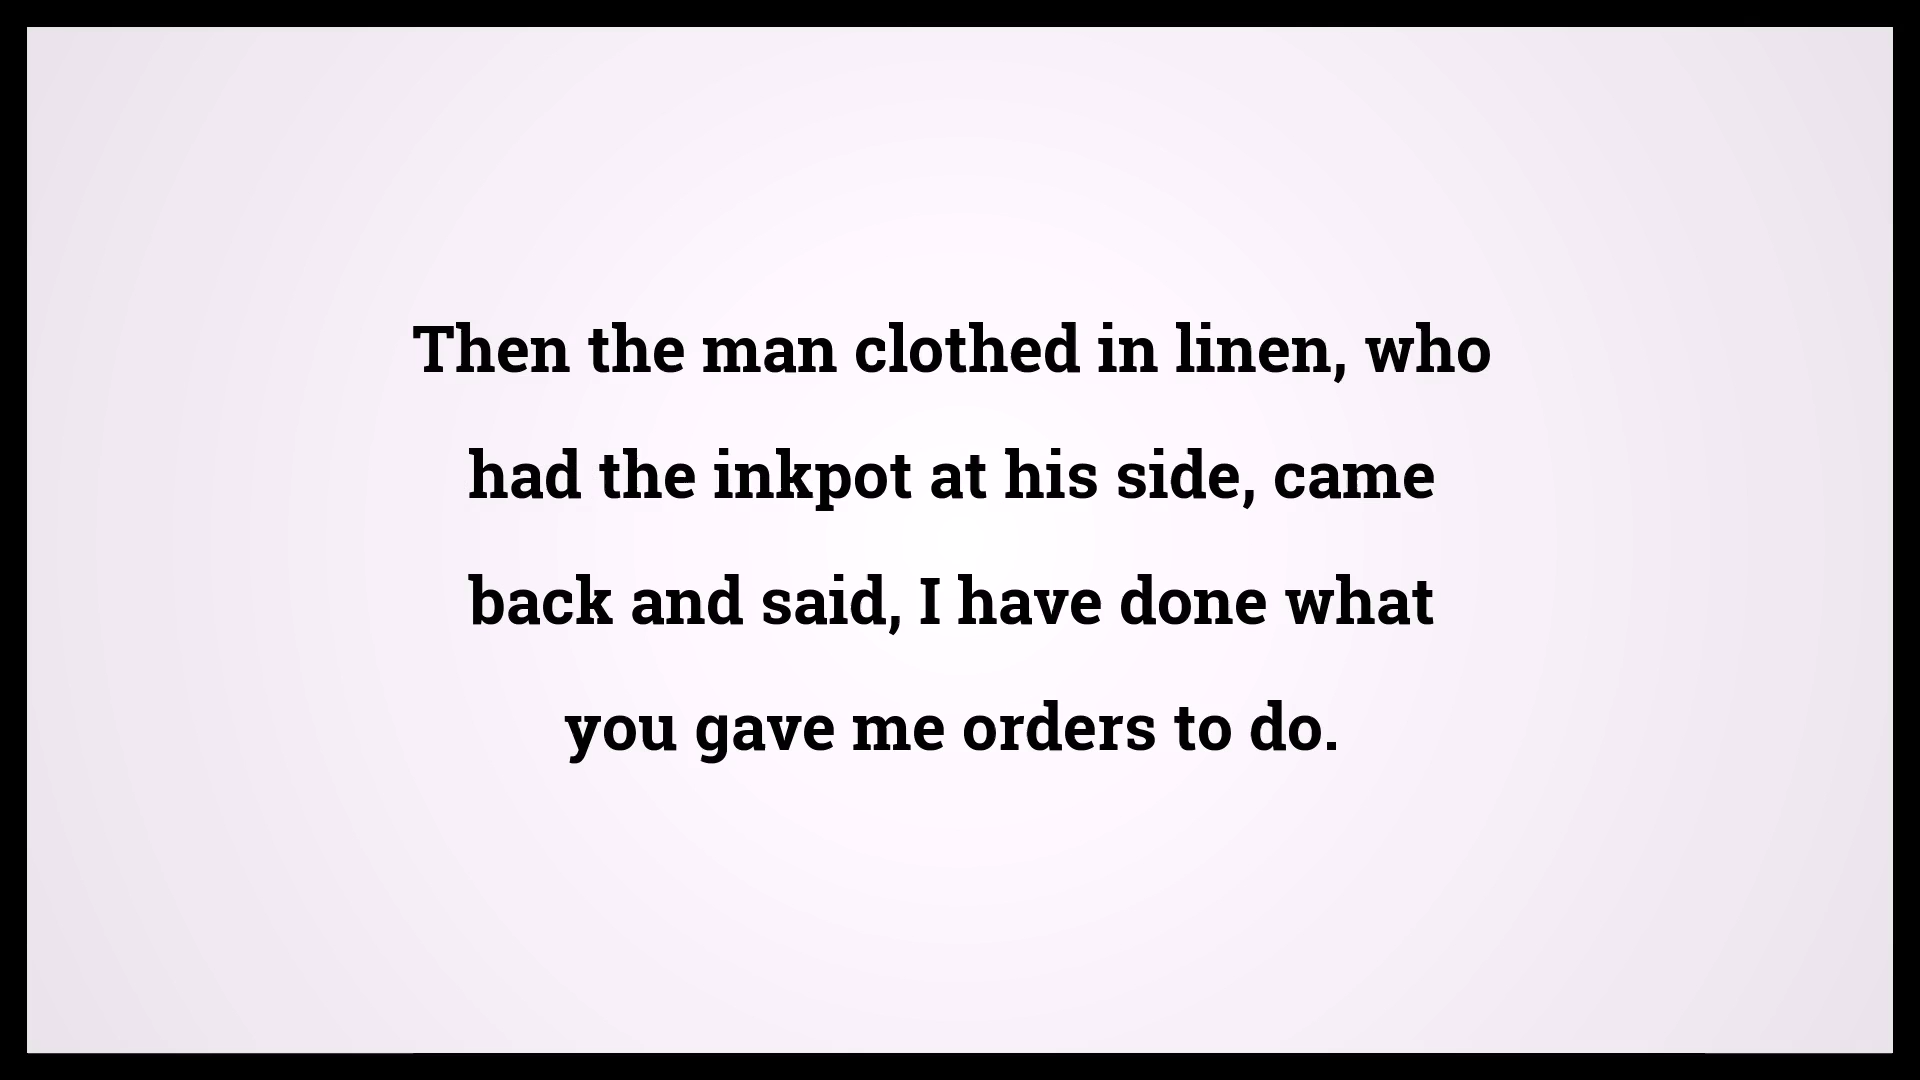 Then the man clothed in linen, who
had the inkpot at his side, came
back and said, I have done what
you gave me orders to do.